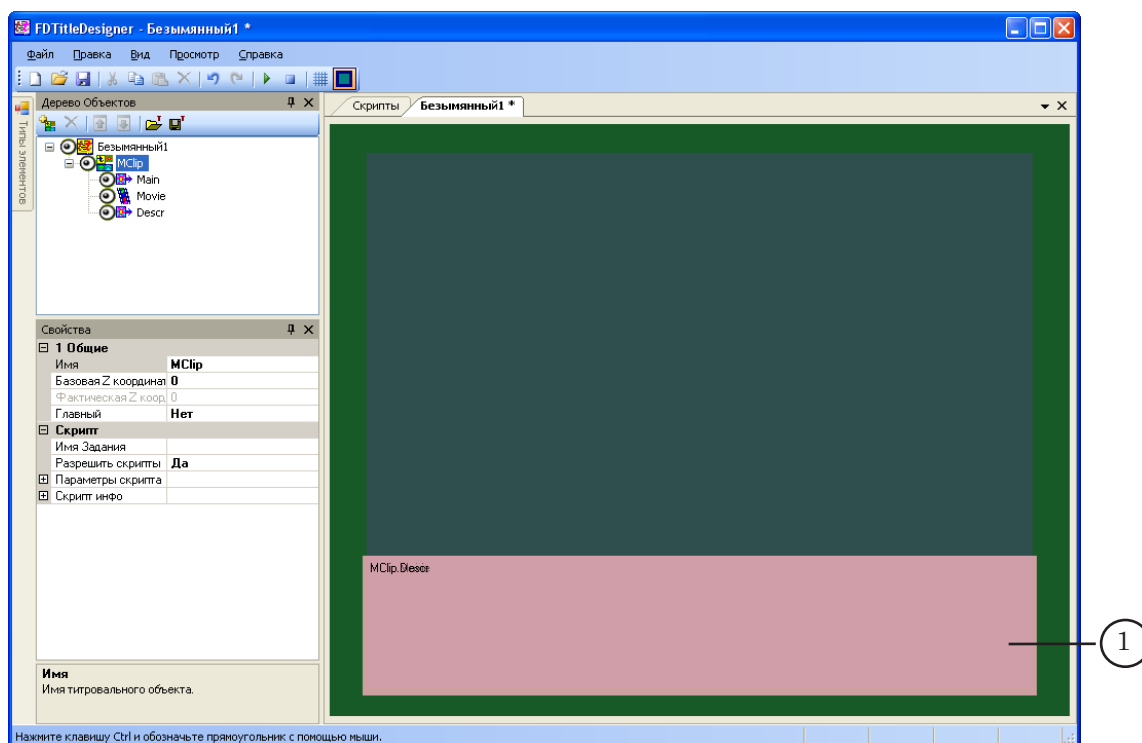 FDTitleDesigner - Безымянный1 *
Файл Правка Вид Просмотр Справка
Типы элементов
Дерево Объектов
Безымянный1
MClip
Main
Movie
Descr
Скрипты Безымянный1 *
Свойства
1 Общие
Имя MClip
Базовая Z координат 0
Фактическая Z коор, 0
Главный Нет
Скрипт
Имя Задания
Разрешить скрипты Да
Параметры скрипта
Скрипт инфо
MClip.
1
Имя
Имя титровального объекта.
Нажмите клавишу Ctrl и обозначьте прямоугольник с помощью мыши.